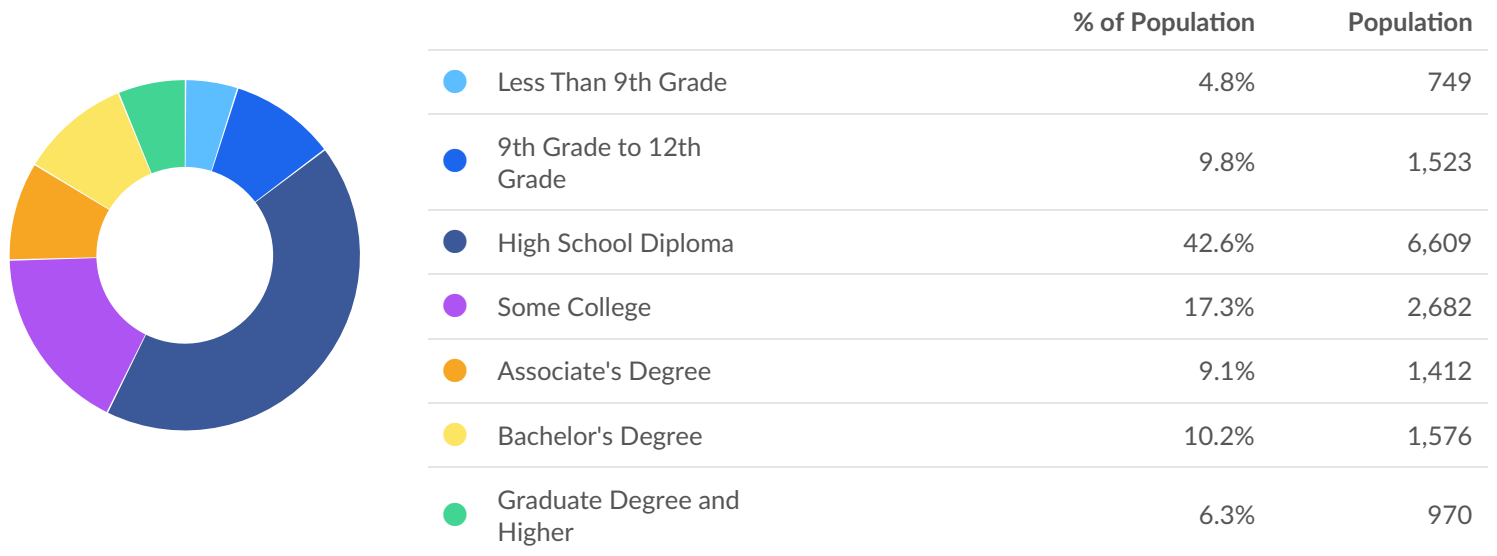 % of Population Population
Less Than 9th Grade 4.8% 749
9th Grade to 12th
Grade 9.8% 1,523
High School Diploma 42.6% 6,609
Some College 17.3% 2,682
Associate's Degree 9.1% 1,412
Bachelor's Degree 10.2% 1,576
Graduate Degree and
Higher 6.3% 970